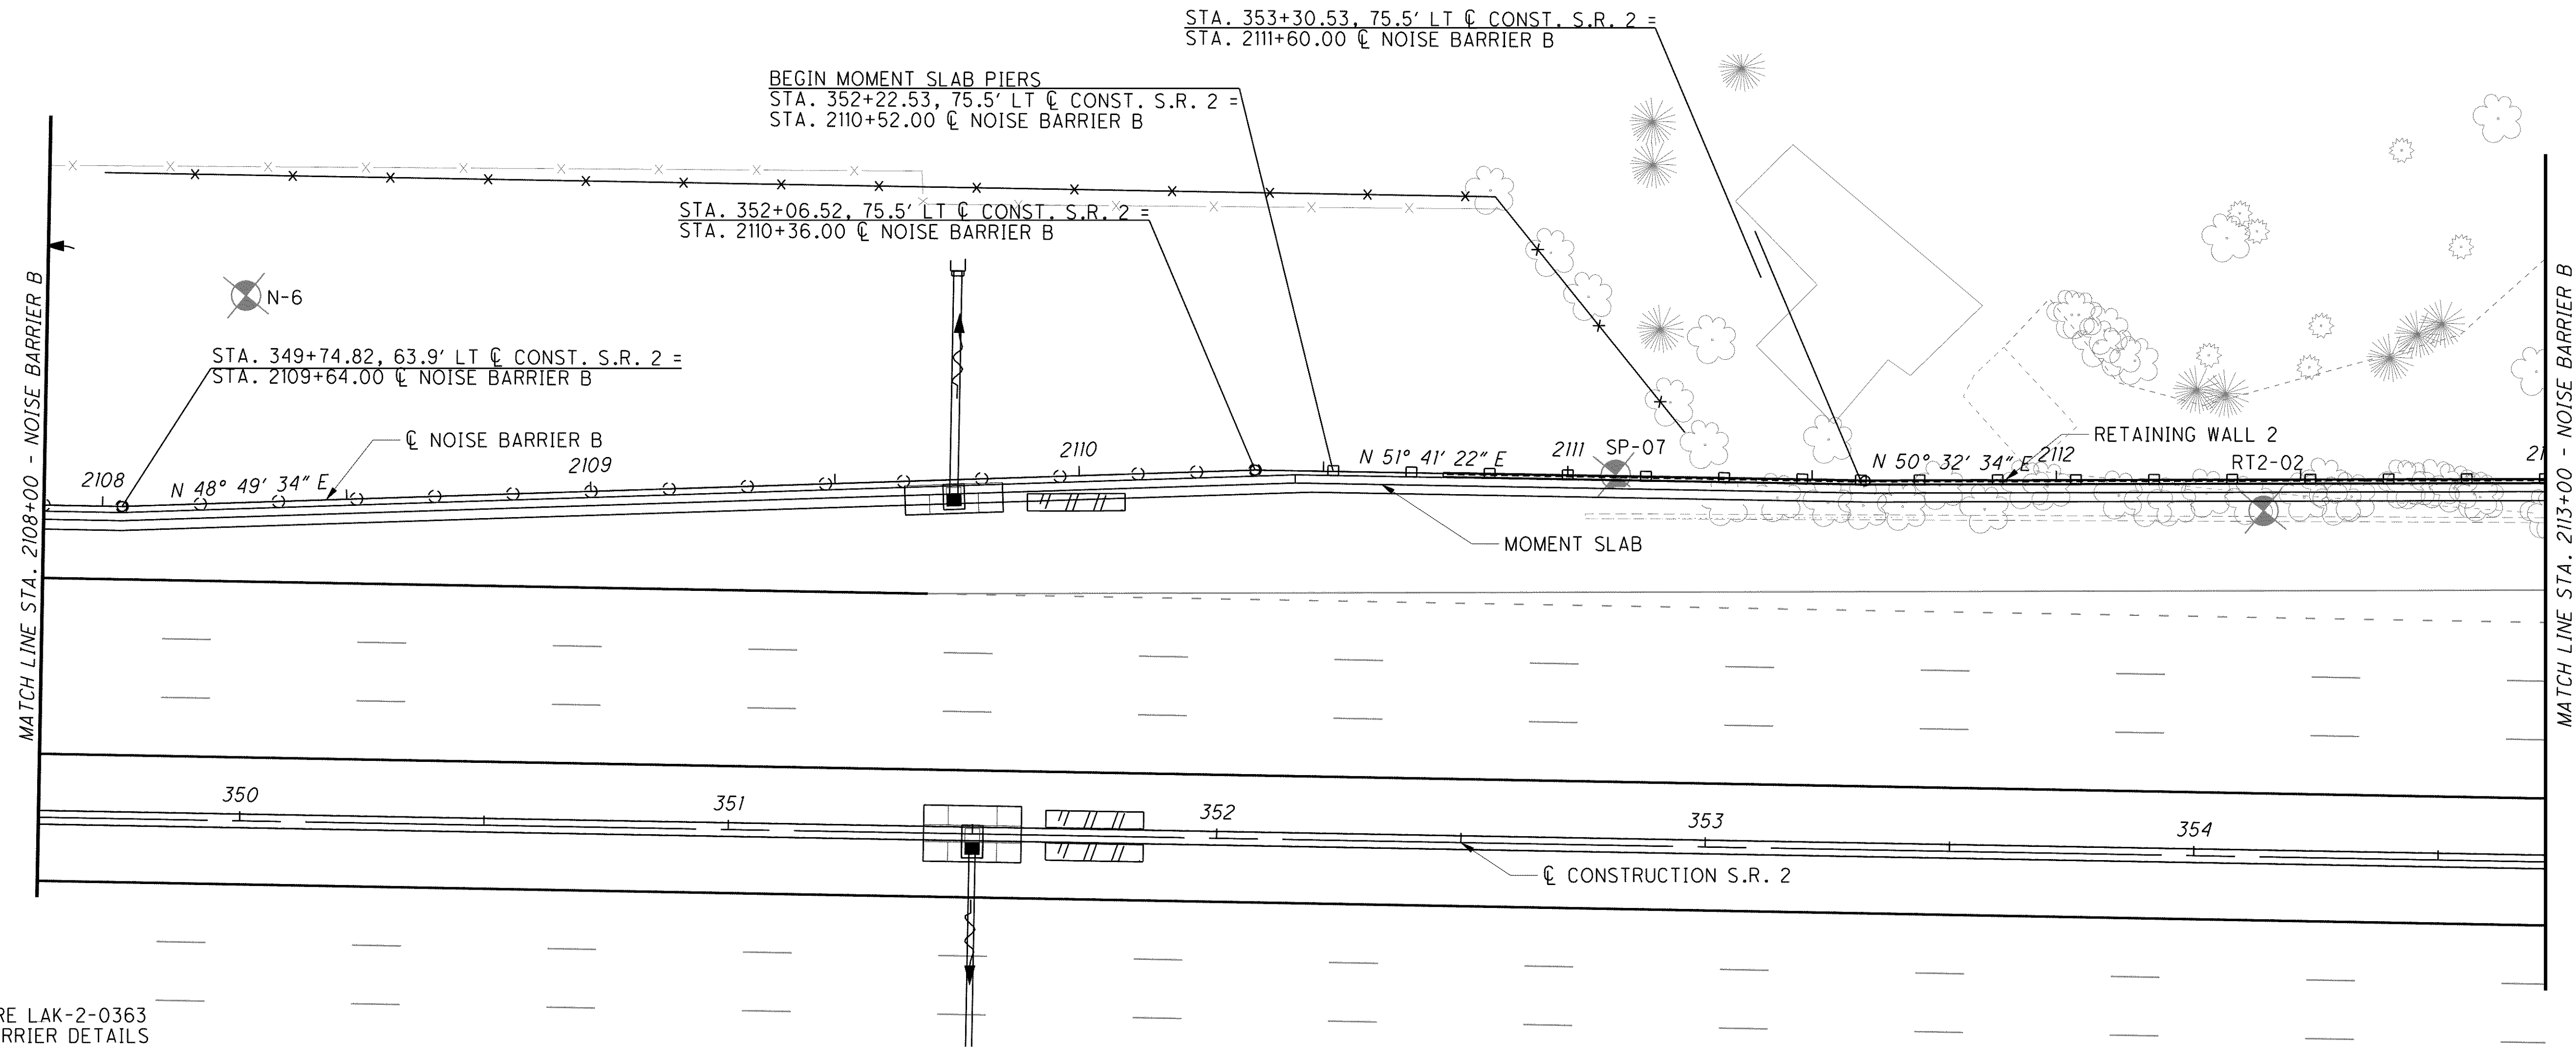 STA. 353+30.53, 75.5' LT ℄ CONST. S.R. 2 =
STA. 2111+60.00 ℄ NOISE BARRIER B
BEGIN MOMENT SLAB PIERS
STA. 352+22.53, 75.5' LT ℄ CONST. S.R. 2 =
STA. 2110+52.00 ℄ NOISE BARRIER B
STA. 352+06.52, 75.5' LT ℄ CONST. S.R. 2 =
STA. 2110+36.00 ℄ NOISE BARRIER B
N-6
STA. 349+74.82, 63.9' LT ℄ CONST. S.R. 2 =
STA. 2109+64.00 ℄ NOISE BARRIER B
℄ NOISE BARRIER B
MATCH LINE STA. 2108+00 - NOISE BARRIER B
MATCH LINE STA. 2113+00 - NOISE BARRIER B
2108
N 48° 49' 34" E
2109
2110
N 51° 41' 22" E
2111
SP-07
N 50° 32' 34" E
2112
RETAINING WALL 2
RT2-02
21
MOMENT SLAB
350
351
352
353
354
℄ CONSTRUCTION S.R. 2
RE LAK-2-0363
RRIER DETAILS